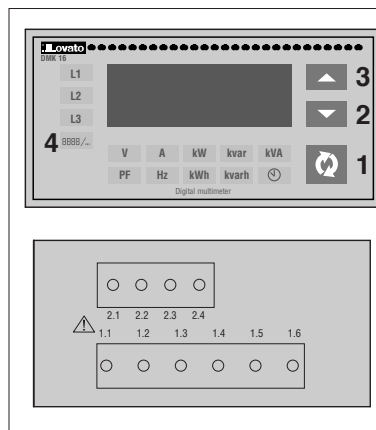 Lovato
DMK 16
L1
L2
L3
4 8888/...
3
2
V A kW kvar kVA
1
PF Hz kWh kvarh
Digital multimeter
2.1 2.2 2.3 2.4
1.1 1.2 1.3 1.4 1.5 1.6